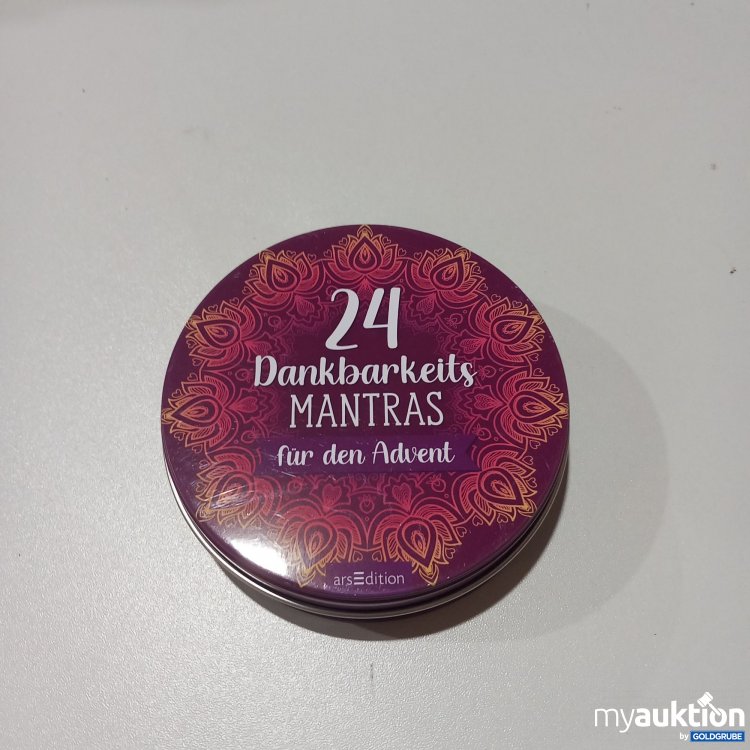 24
Dankbarkeits
MANTRAS
für den Advent
arsEdition
myauktion
by GOLDGRUBE